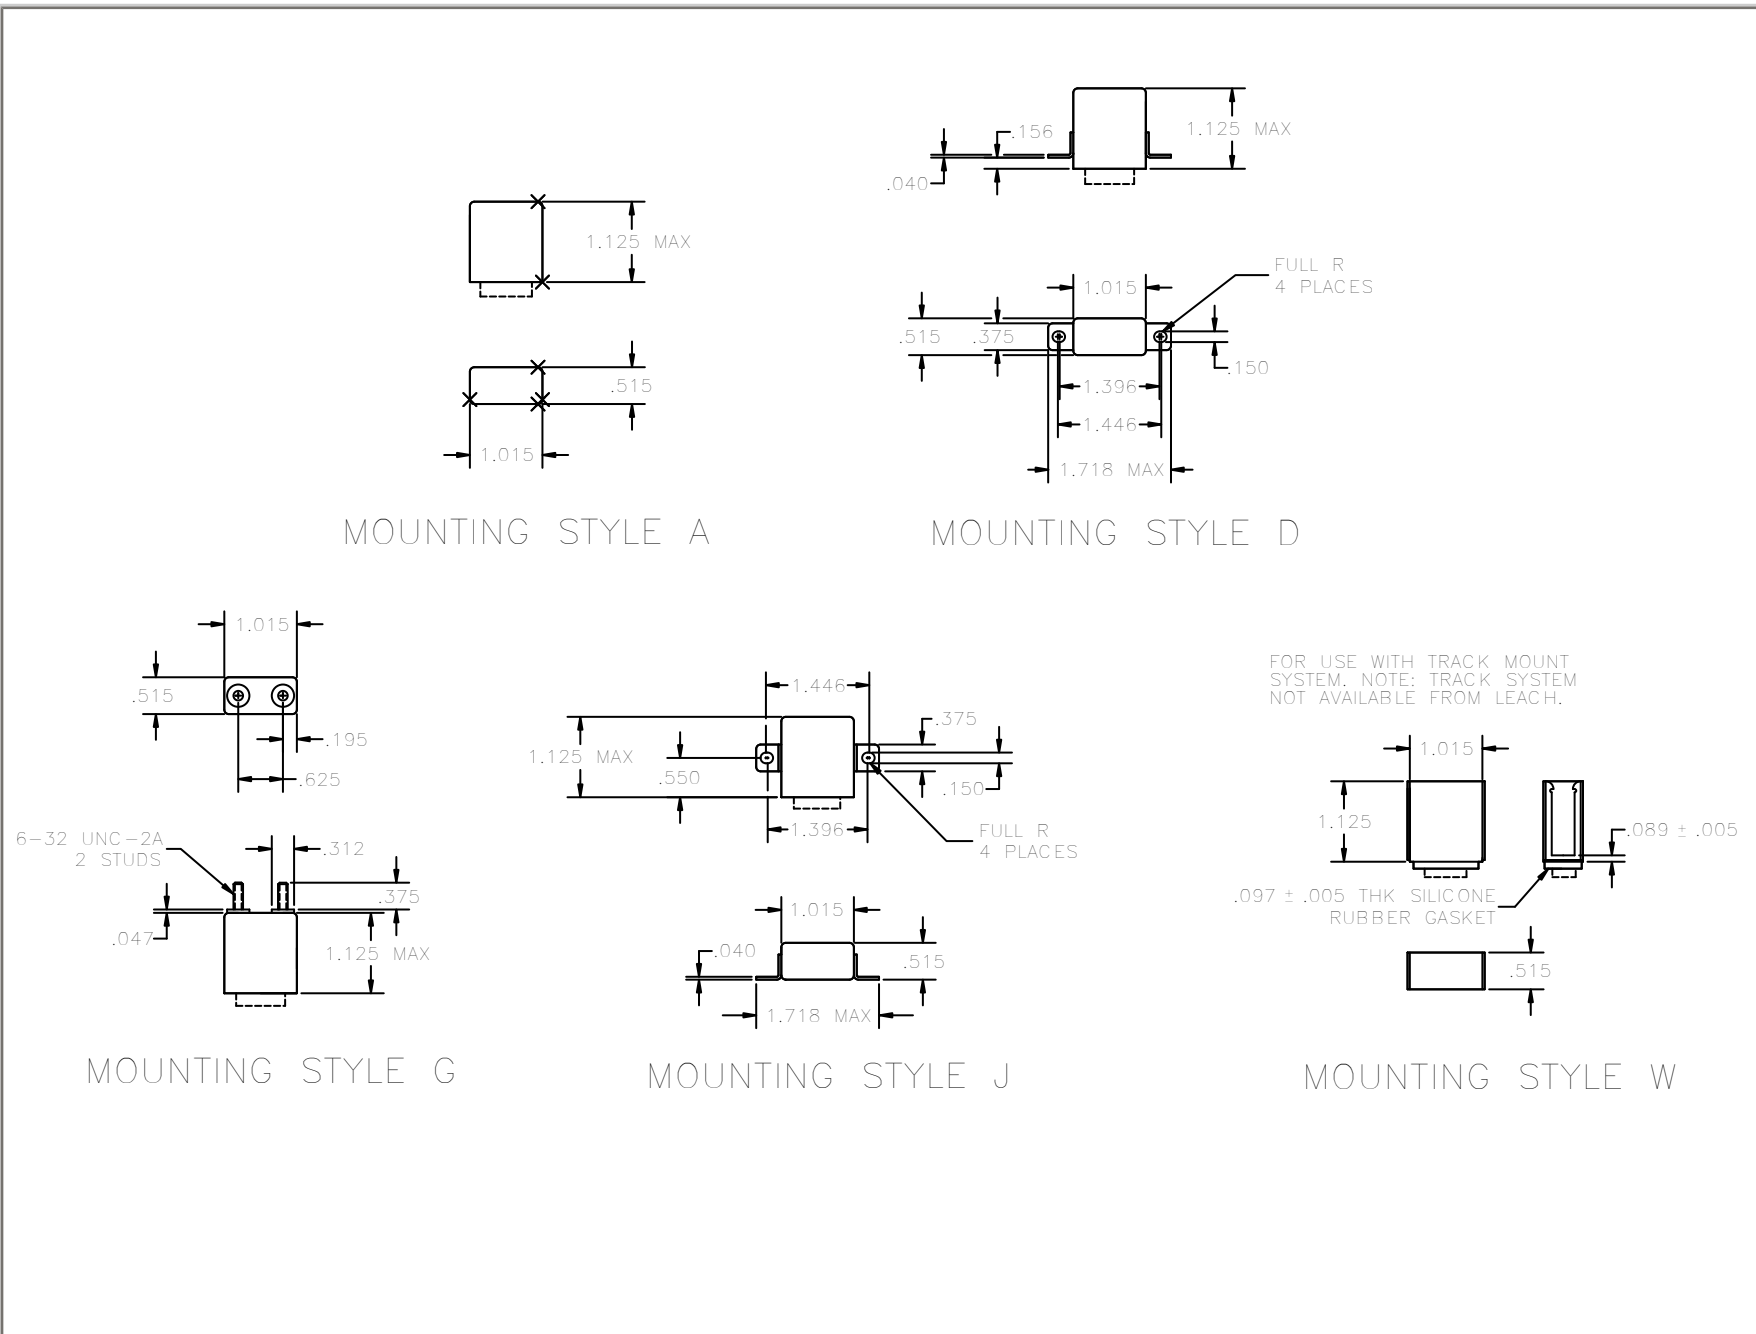 1.125 MAX
.515
1.015
MOUNTING STYLE A
.156
1.125 MAX
.040
FULL R
4 PLACES
1.015
.515
.375
.150
1.396
1.446
1.718 MAX
MOUNTING STYLE D
1.015
.515
.195
.625
6-32 UNC-2A
2 STUDS
.312
.375
.047
1.125 MAX
MOUNTING STYLE G
1.446
.375
1.125 MAX
.550
.150
1.396
FULL R
4 PLACES
1.015
.040
.515
1.718 MAX
MOUNTING STYLE J
FOR USE WITH TRACK MOUNT
SYSTEM. NOTE: TRACK SYSTEM
NOT AVAILABLE FROM LEACH.
1.015
1.125
.089 ± .005
.097 ± .005 THK SILICONE
RUBBER GASKET
.515
MOUNTING STYLE W